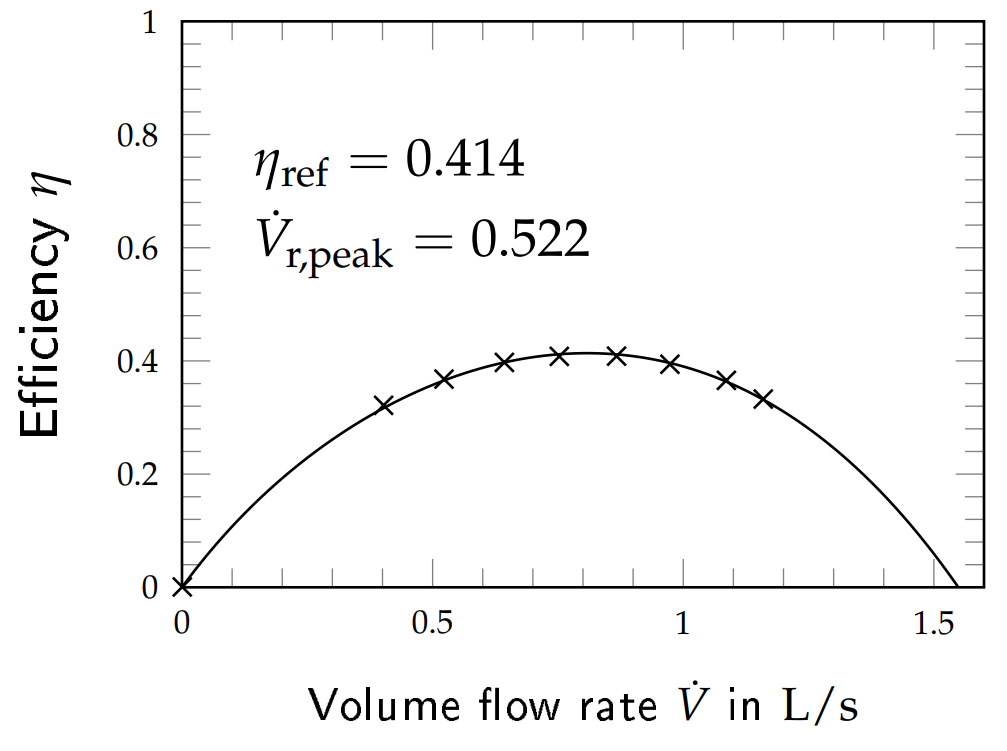 1
0.8
0.6
0.4
0.2
0
Efficiency η
η_ref = 0.414
V̇_r,peak = 0.522
0 0.5 1 1.5
Volume flow rate V̇ in L/s